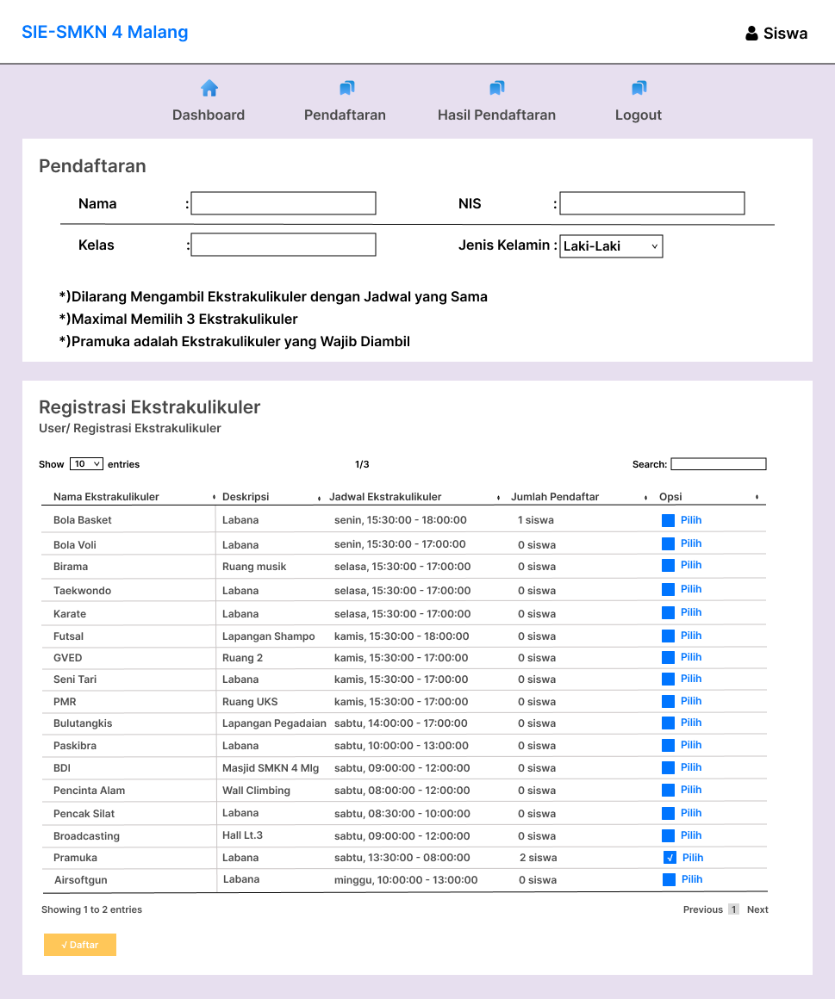 SIE-SMKN 4 Malang
Siswa
Dashboard Pendaftaran Hasil Pendaftaran Logout
Pendaftaran
Nama : NIS :
Kelas : Jenis Kelamin : Laki-Laki
*)Dilarang Mengambil Ekstrakulikuler dengan Jadwal yang Sama
*)Maximal Memilih 3 Ekstrakulikuler
*)Pramuka adalah Ekstrakulikuler yang Wajib Diambil
Registrasi Ekstrakulikuler
User/ Registrasi Ekstrakulikuler
Show 10 entries 1/3 Search:
Nama Ekstrakulikuler Deskripsi Jadwal Ekstrakulikuler Jumlah Pendaftar Opsi
Bola Basket Labana senin, 15:30:00 - 18:00:00 1 siswa Pilih
Bola Voli Labana senin, 15:30:00 - 17:00:00 0 siswa Pilih
Birama Ruang musik selasa, 15:30:00 - 17:00:00 0 siswa Pilih
Taekwondo Labana selasa, 15:30:00 - 17:00:00 0 siswa Pilih
Karate Labana selasa, 15:30:00 - 17:00:00 0 siswa Pilih
Futsal Lapangan Shampo kamis, 15:30:00 - 18:00:00 0 siswa Pilih
GVED Ruang 2 kamis, 15:30:00 - 17:00:00 0 siswa Pilih
Seni Tari Labana kamis, 15:30:00 - 17:00:00 0 siswa Pilih
PMR Ruang UKS kamis, 15:30:00 - 17:00:00 0 siswa Pilih
Bulutangkis Lapangan Pegadaian sabtu, 14:00:00 - 17:00:00 0 siswa Pilih
Paskibra Labana sabtu, 10:00:00 - 13:00:00 0 siswa Pilih
BDI Masjid SMKN 4 Mlg sabtu, 09:00:00 - 12:00:00 0 siswa Pilih
Pencinta Alam Wall Climbing sabtu, 08:00:00 - 12:00:00 0 siswa Pilih
Pencak Silat Labana sabtu, 08:30:00 - 10:00:00 0 siswa Pilih
Broadcasting Hall Lt.3 sabtu, 09:00:00 - 12:00:00 0 siswa Pilih
Pramuka Labana sabtu, 13:30:00 - 08:00:00 2 siswa √ Pilih
Airsoftgun Labana minggu, 10:00:00 - 13:00:00 0 siswa Pilih
Showing 1 to 2 entries Previous 1 Next
√ Daftar